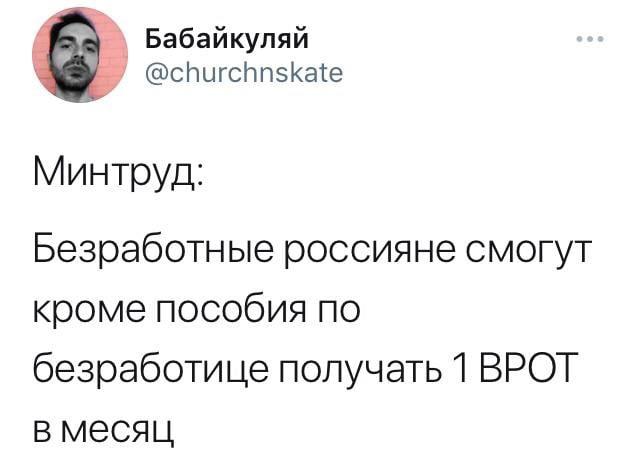 Бабайкуляй
@churchnskate
Минтруд:
Безработные россияне смогут
кроме пособия по
безработице получать 1 ВРОТ
в месяц